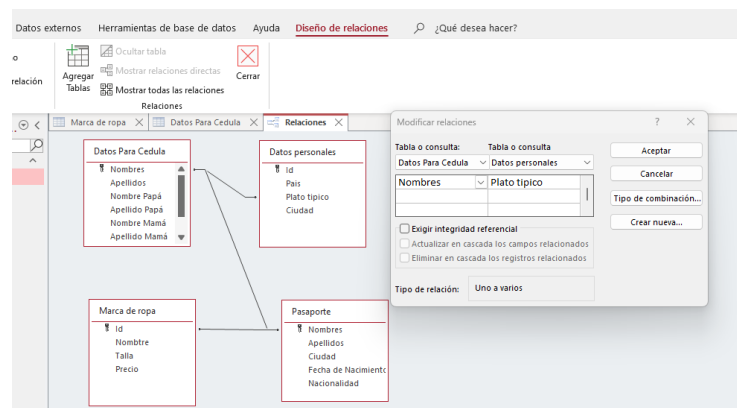 Datos externos Herramientas de base de datos Ayuda Diseño de relaciones ¿Qué desea hacer?
o
relación
Agregar Tablas
Ocultar tabla
Mostrar relaciones directas
Mostrar todas las relaciones
Cerrar
Relaciones
Marca de ropa Datos Para Cedula Relaciones
Datos Para Cedula
Nombres
Apellidos
Nombre Papá
Apellido Papá
Nombre Mamá
Apellido Mamá
Datos personales
Id
Pais
Plato tipico
Ciudad
Marca de ropa
Id
Nombtre
Talla
Precio
Pasaporte
Nombres
Apellidos
Ciudad
Fecha de Nacimiento
Nacionalidad
Modificar relaciones ?
Tabla o consulta: Tabla o consulta
Datos Para Cedula Datos personales
Nombres Plato tipico
Exigir integridad referencial
Actualizar en cascada los campos relacionados
Eliminar en cascada los registros relacionados
Tipo de relación: Uno a varios
Aceptar
Cancelar
Tipo de combinación...
Crear nueva...